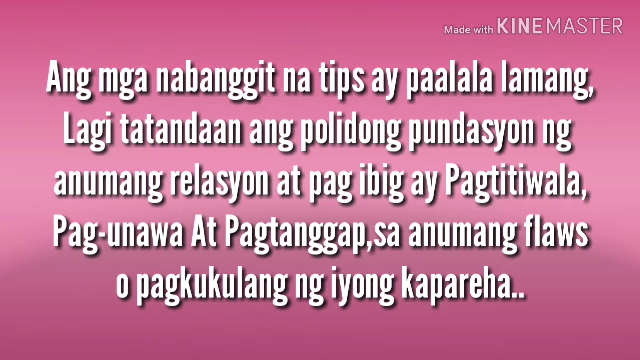 Made with KINEMASTER
Ang mga nabanggit na tips ay paalala lamang,
Lagi tatandaan ang polidong pundasyon ng
anumang relasyon at pag ibig ay Pagtitiwala,
Pag-unawa At Pagtanggap,sa anumang flaws
o pagkukulang ng iyong kapareha..